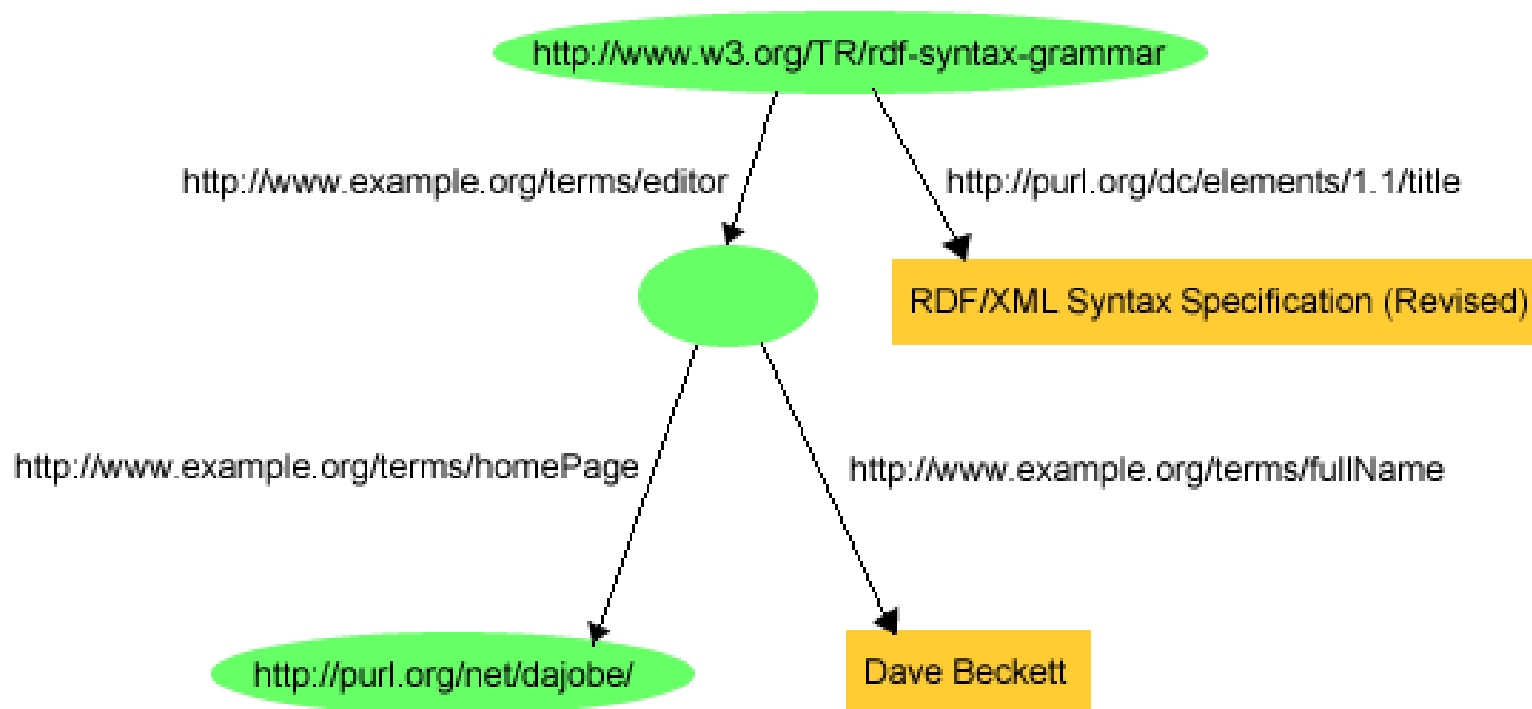 http://www.w3.org/TR/rdf-syntax-grammar
http://www.example.org/terms/editor
http://purl.org/dc/elements/1.1/title
RDF/XML Syntax Specification (Revised)
http://www.example.org/terms/homePage
http://www.example.org/terms/fullName
http://purl.org/net/dajobe/
Dave Beckett